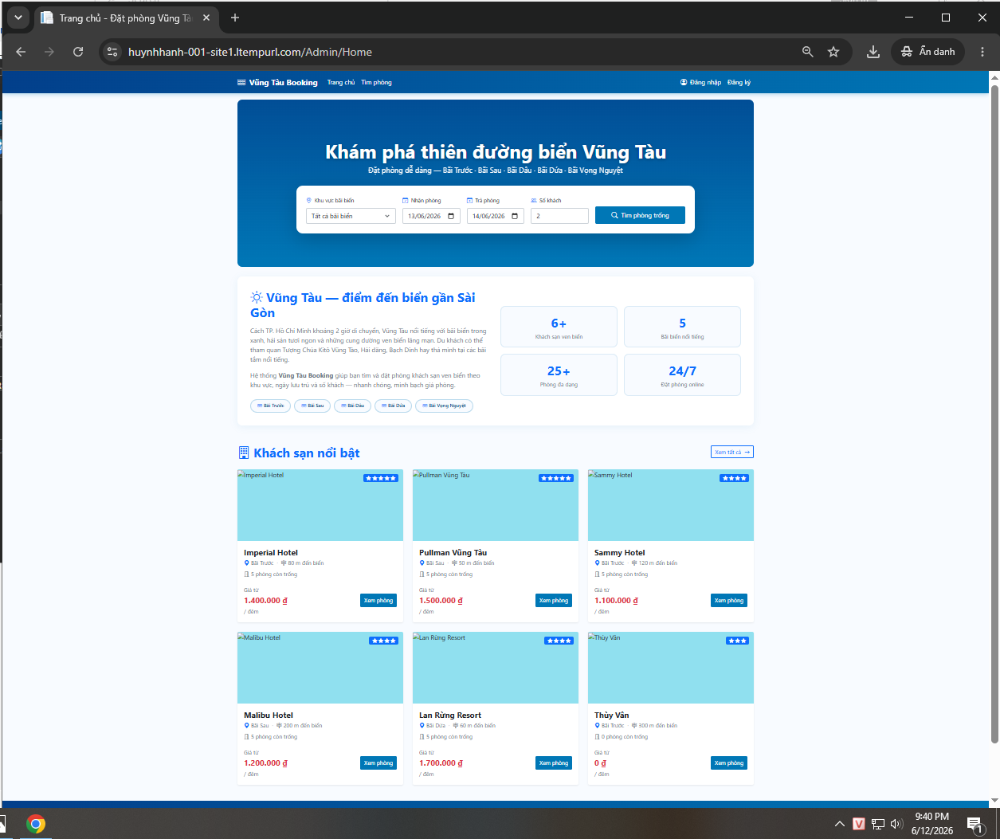 Trang chủ - Đặt phòng Vũng Tà
huynhhanh-001-site1.ltempurl.com/Admin/Home
Ẩn danh
Vũng Tàu Booking
Trang chủ
Tìm phòng
Đăng nhập
Đăng ký
Khám phá thiên đường biển Vũng Tàu
Đặt phòng dễ dàng — Bãi Trước · Bãi Sau · Bãi Dâu · Bãi Dứa · Bãi Vọng Nguyệt
Khu vực bãi biển
Nhận phòng
Trả phòng
Số khách
Tất cả bãi biển
13/06/2026
14/06/2026
2
Tìm phòng trống
Vũng Tàu — điểm đến biển gần Sài
Gòn
Cách TP. Hồ Chí Minh khoảng 2 giờ di chuyển, Vũng Tàu nổi tiếng với bãi biển trong
xanh, hải sản tươi ngon và những cung đường ven biển lãng mạn. Du khách có thể
tham quan Tượng Chúa Kitô Vũng Tào, Hải đăng, Bạch Dinh hay thả mình tại các bãi
tắm nổi tiếng.
Hệ thống Vũng Tàu Booking giúp bạn tìm và đặt phòng khách sạn ven biển theo
khu vực, ngày lưu trú và số khách — nhanh chóng, minh bạch giá phòng.
Bãi Trước
Bãi Sau
Bãi Dâu
Bãi Dứa
Bãi Vọng Nguyệt
6+
Khách sạn ven biển
5
Bãi biển nổi tiếng
25+
Phòng đa dạng
24/7
Đặt phòng online
Khách sạn nổi bật
Xem tất cả →
Imperial Hotel
Pullman Vũng Tàu
Sammy Hotel
Imperial Hotel
Bãi Trước · 80 m đến biển
5 phòng còn trống
Giá từ
1.400.000 ₫
/ đêm
Xem phòng
Pullman Vũng Tàu
Bãi Sau · 50 m đến biển
5 phòng còn trống
Giá từ
1.500.000 ₫
/ đêm
Xem phòng
Sammy Hotel
Bãi Trước · 120 m đến biển
5 phòng còn trống
Giá từ
1.100.000 ₫
/ đêm
Xem phòng
Malibu Hotel
Lan Rừng Resort
Thùy Vân
Malibu Hotel
Bãi Sau · 200 m đến biển
5 phòng còn trống
Giá từ
1.200.000 ₫
/ đêm
Xem phòng
Lan Rừng Resort
Bãi Dứa · 60 m đến biển
5 phòng còn trống
Giá từ
1.700.000 ₫
/ đêm
Xem phòng
Thùy Vân
Bãi Trước · 300 m đến biển
0 phòng còn trống
Giá từ
0 ₫
/ đêm
Xem phòng
V
9:40 PM
6/12/2026
1